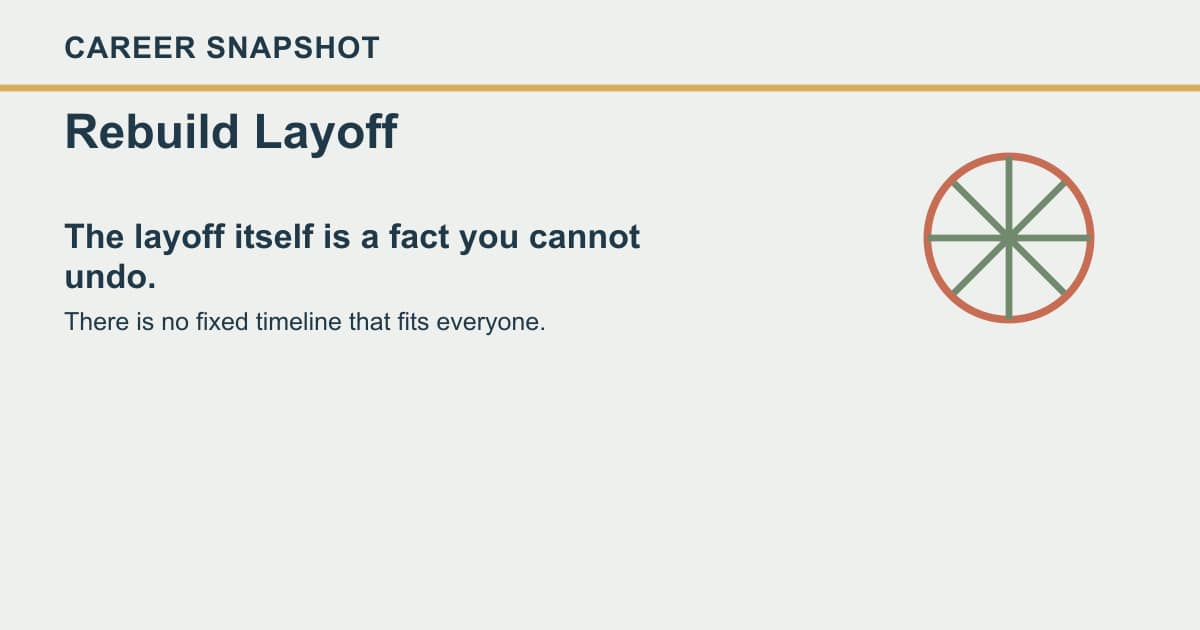 CAREER SNAPSHOT
Rebuild Layoff
The layoff itself is a fact you cannot
undo.
There is no fixed timeline that fits everyone.